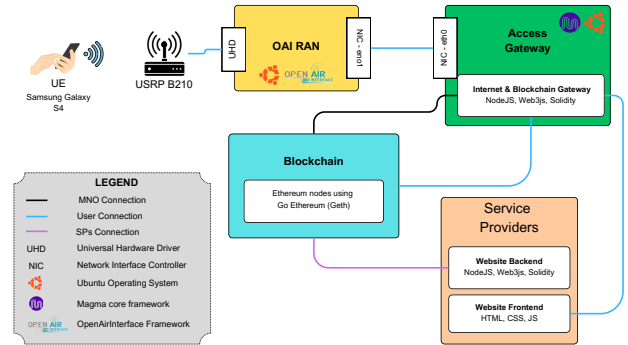 UE
Samsung Galaxy
S4
USRP B210
UHD
OAI RAN
OPEN AIR
INTERFACE
NIC - eno1
NIC - eth0
Access
Gateway
Internet & Blockchain Gateway
NodeJS, Web3js, Solidity
Blockchain
Ethereum nodes using
Go Ethereum (Geth)
Service
Providers
Website Backend
NodeJS, Web3js, Solidity
Website Frontend
HTML, CSS, JS
LEGEND
MNO Connection
User Connection
SPs Connection
UHD
Universal Hardware Driver
NIC
Network Interface Controller
Ubuntu Operating System
Magma core framework
OPEN AIR
INTERFACE
OpenAirInterface Framework